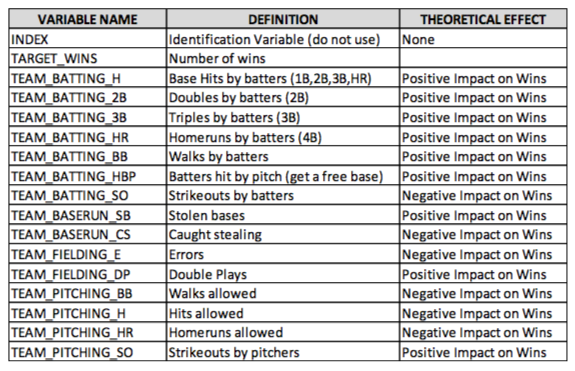 VARIABLE NAME DEFINITION THEORETICAL EFFECT
INDEX Identification Variable (do not use) None
TARGET_WINS Number of wins
TEAM_BATTING_H Base Hits by batters (1B,2B,3B,HR) Positive Impact on Wins
TEAM_BATTING_2B Doubles by batters (2B) Positive Impact on Wins
TEAM_BATTING_3B Triples by batters (3B) Positive Impact on Wins
TEAM_BATTING_HR Homeruns by batters (4B) Positive Impact on Wins
TEAM_BATTING_BB Walks by batters Positive Impact on Wins
TEAM_BATTING_HBP Batters hit by pitch (get a free base) Positive Impact on Wins
TEAM_BATTING_SO Strikeouts by batters Negative Impact on Wins
TEAM_BASERUN_SB Stolen bases Positive Impact on Wins
TEAM_BASERUN_CS Caught stealing Negative Impact on Wins
TEAM_FIELDING_E Errors Negative Impact on Wins
TEAM_FIELDING_DP Double Plays Positive Impact on Wins
TEAM_PITCHING_BB Walks allowed Negative Impact on Wins
TEAM_PITCHING_H Hits allowed Negative Impact on Wins
TEAM_PITCHING_HR Homeruns allowed Negative Impact on Wins
TEAM_PITCHING_SO Strikeouts by pitchers Positive Impact on Wins